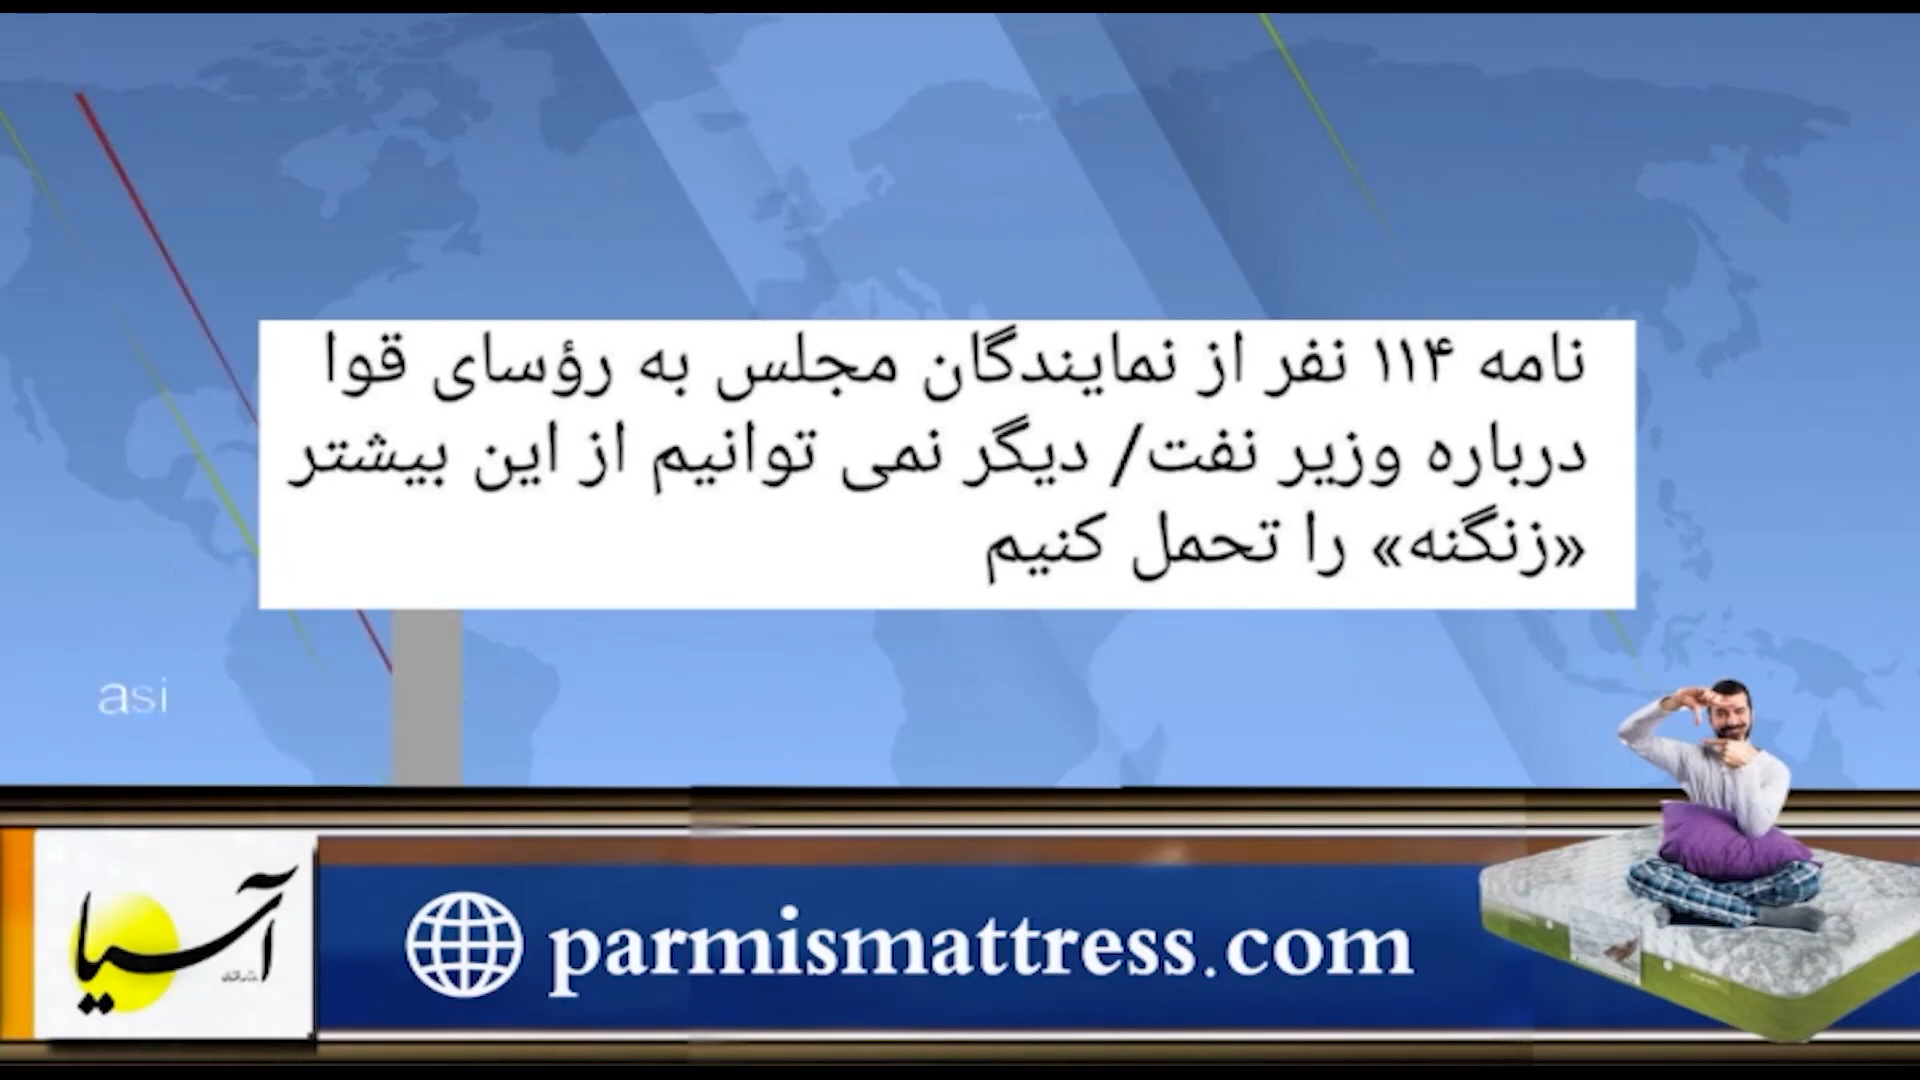 نامه ۱۱۴ نفر از نمایندگان مجلس به رؤسای قوا
درباره وزیر نفت/ دیگر نمی توانیم از این بیشتر
«زنگنه» را تحمل کنیم
asi
آسیا
parmismattress.com